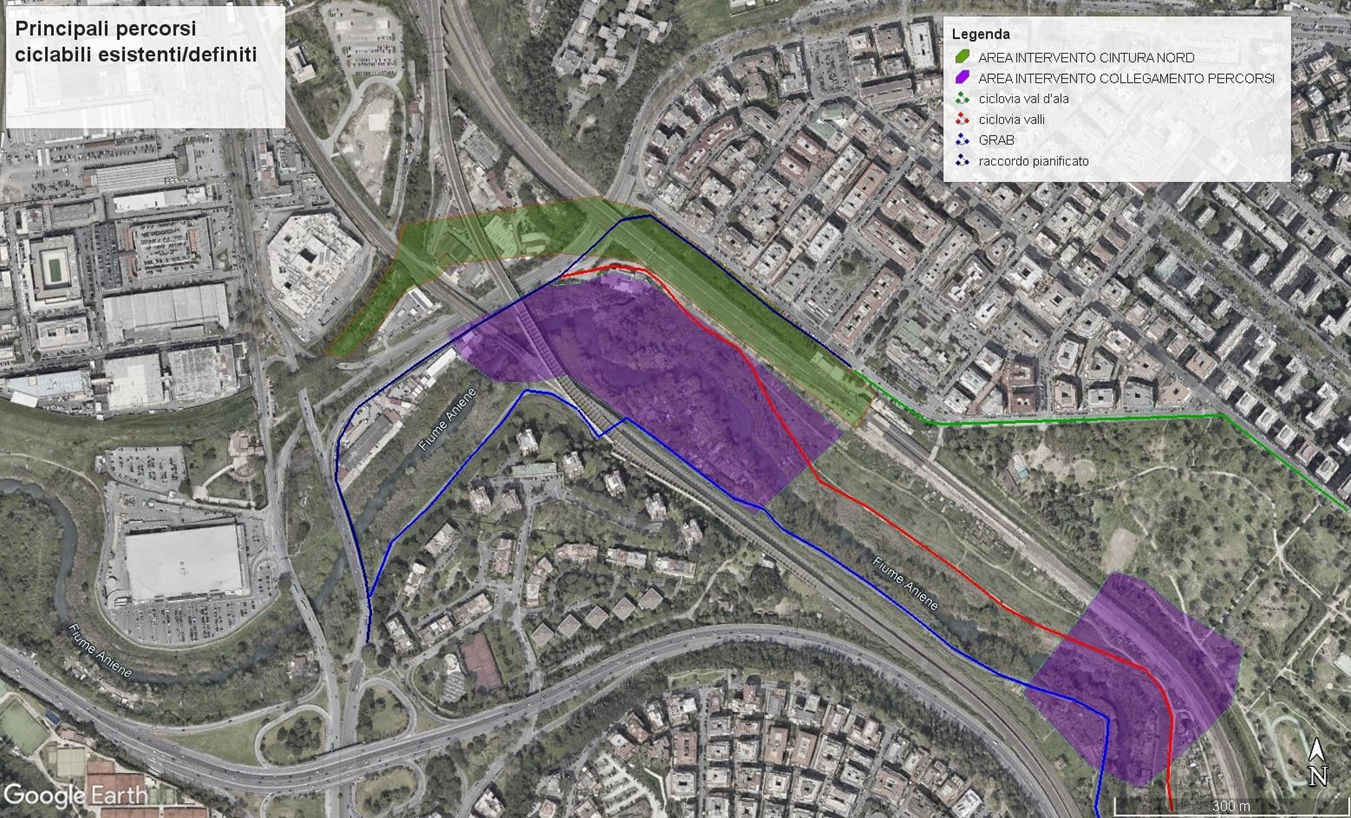 Principali percorsi
ciclabili esistenti/definiti
Legenda
AREA INTERVENTO CINTURA NORD
AREA INTERVENTO COLLEGAMENTO PERCORSI
ciclovia val d'ala
ciclovia valli
GRAB
raccordo pianificato
Fiume Aniene
Fiume Aniene
Fiume Aniene
N
Google Earth
300 m